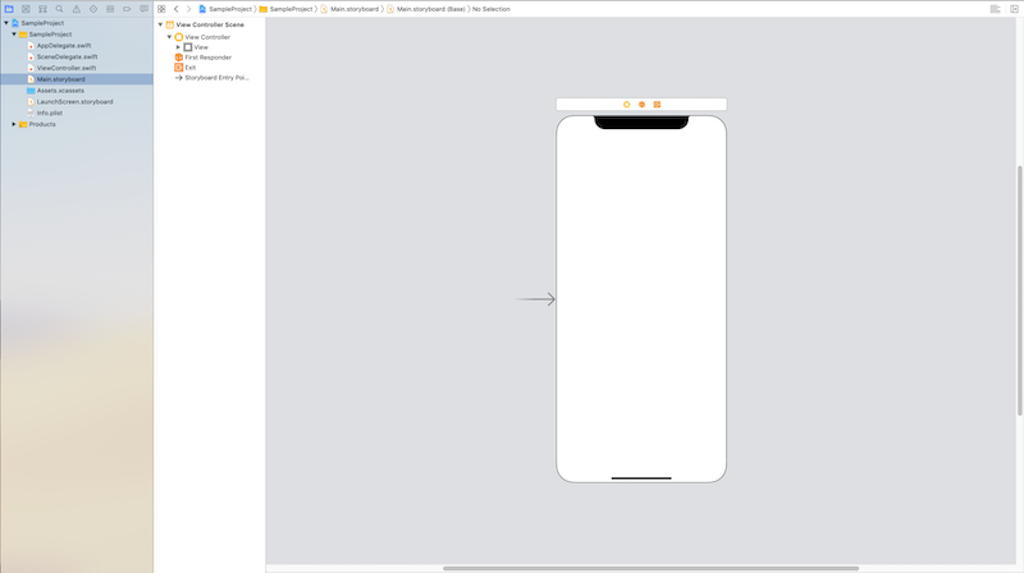 SampleProject
SampleProject
AppDelegate.swift
SceneDelegate.swift
ViewController.swift
Main.storyboard
Assets.xcassets
LaunchScreen.storyboard
Info.plist
Products
SampleProject SampleProject Main.storyboard Main.storyboard (Base) No Selection
View Controller Scene
View Controller
View
First Responder
Exit
Storyboard Entry Poi...